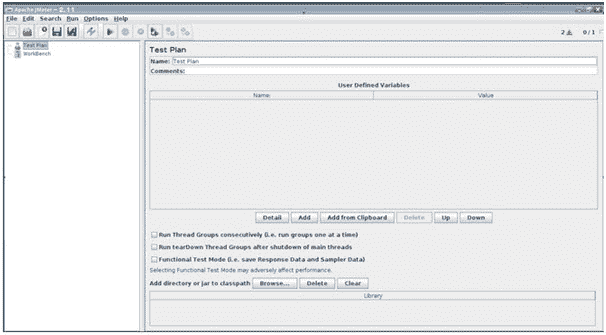 Apache JMeter - 2.11
File Edit Search Run Options Help
2 0/1
Test Plan
WorkBench
Test Plan
Name: Test Plan
Comments:
User Defined Variables
Name: Value
Detail Add Add from Clipboard Delete Up Down
Run Thread Groups consecutively (i.e. run groups one at a time)
Run tearDown Thread Groups after shutdown of main threads
Functional Test Mode (i.e. save Response Data and Sampler Data)
Selecting Functional Test Mode may adversely affect performance.
Add directory or jar to classpath Browse... Delete Clear
Library